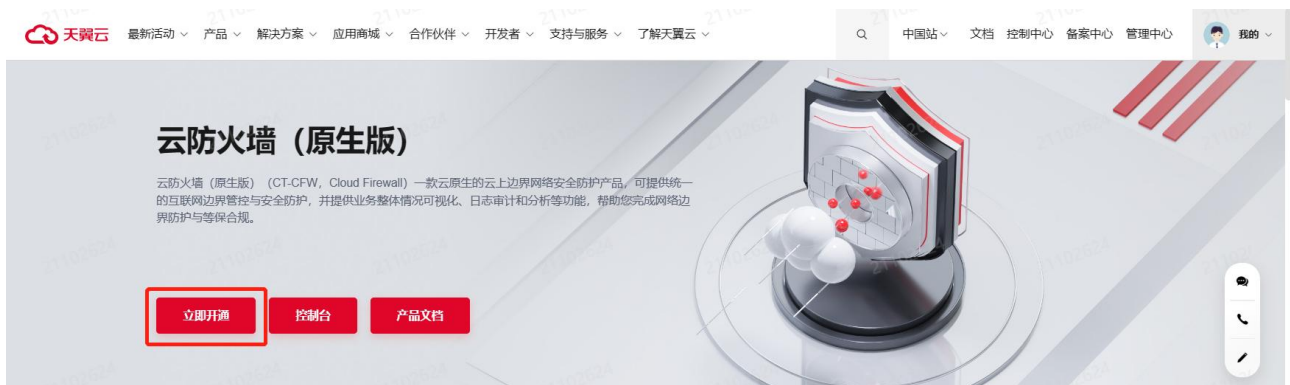 天翼云 最新活动 产品 解决方案 应用商城 合作伙伴 开发者 支持与服务 了解天翼云 中国站 文档 控制中心 备案中心 管理中心 我的
云防火墙（原生版）
云防火墙（原生版）（CT-CFW，Cloud Firewall）一款云原生的云上边界网络安全防护产品，可提供统一
的互联网边界管控与安全防护，并提供业务整体情况可视化、日志审计和分析等功能，帮助您完成网络边
界防护与等保合规。
立即开通 控制台 产品文档